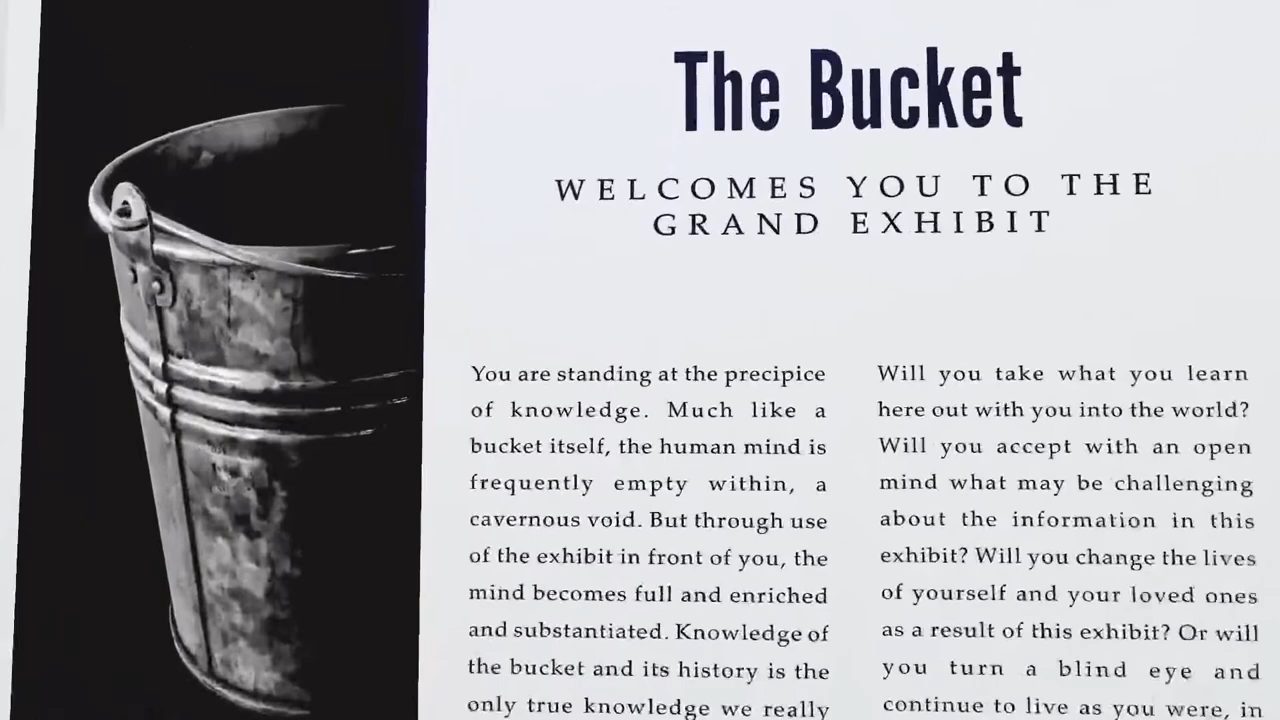 The Bucket
WELCOMES YOU TO THE
GRAND EXHIBIT
You are standing at the precipice
of knowledge. Much like a
bucket itself, the human mind is
frequently empty within, a
cavernous void. But through use
of the exhibit in front of you, the
mind becomes full and enriched
and substantiated. Knowledge of
the bucket and its history is the
only true knowledge we really
Will you take what you learn
here out with you into the world?
Will you accept with an open
mind what may be challenging
about the information in this
exhibit? Will you change the lives
of yourself and your loved ones
as a result of this exhibit? Or will
you turn a blind eye and
continue to live as you were, in